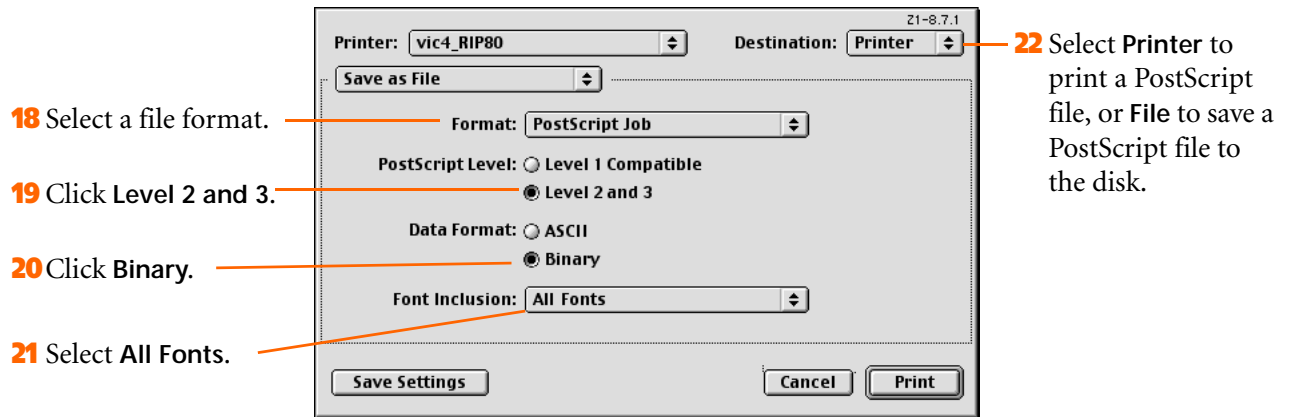 Z1-8.7.1
Printer: vic4_RIP80 Destination: Printer
Save as File
18 Select a file format.
Format: PostScript Job
PostScript Level: Level 1 Compatible
19 Click Level 2 and 3.
Level 2 and 3
Data Format: ASCII
20 Click Binary.
Binary
Font Inclusion: All Fonts
21 Select All Fonts.
Save Settings Cancel Print
22 Select Printer to
print a PostScript
file, or File to save a
PostScript file to
the disk.